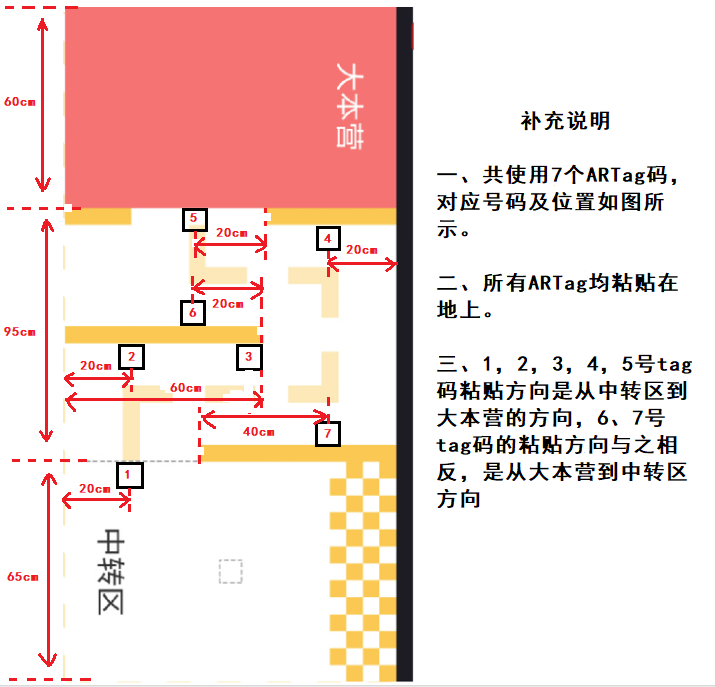 60cm
大本营
5
20cm
4
20cm
20cm
6
95cm
2
3
20cm
60cm
40cm
7
1
20cm
中转区
65cm
补充说明
一、共使用7个ARTag码，
对应号码及位置如图所
示。
二、所有ARTag均粘贴在
地上。
三、1，2，3，4，5号tag
码粘贴方向是从中转区到
大本营的方向，6、7号
tag码的粘贴方向与之相
反，是从大本营到中转区
方向